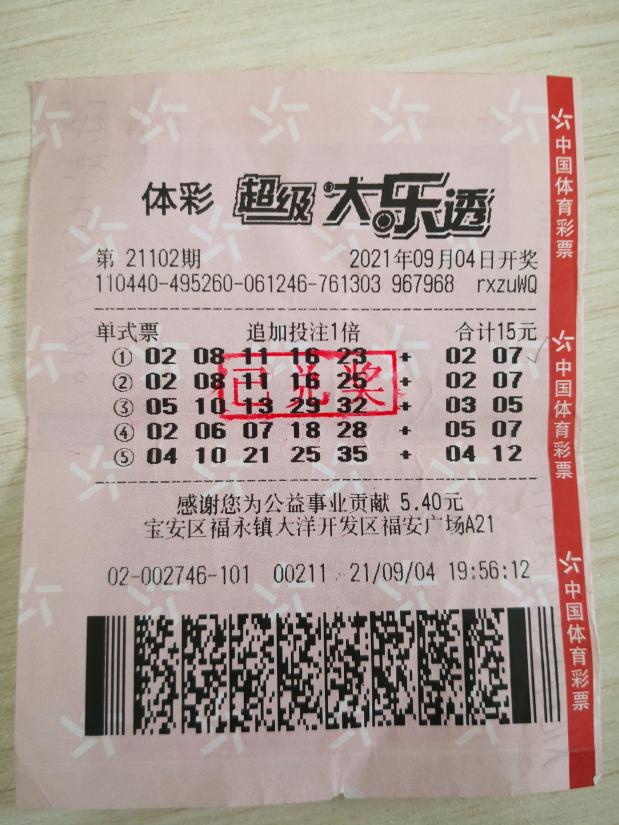 体彩 超级大乐透
第 21102期 2021年09月04日开奖
110440-495260-061246-761303 967968 rxzuWQ
单式票 追加投注1倍 合计15元
① 02 08 11 16 23 + 02 07
② 02 08 11 16 25 + 02 07
③ 05 10 13 29 32 + 03 05
④ 02 06 07 18 28 + 05 07
⑤ 04 10 21 25 35 + 04 12
已兑奖
感谢您为公益事业贡献 5.40元
宝安区福永镇大洋开发区福安广场A21
02-002746-101 00211 21/09/04 19:56:12
中国体育彩票
中国体育彩票
中国体育彩票